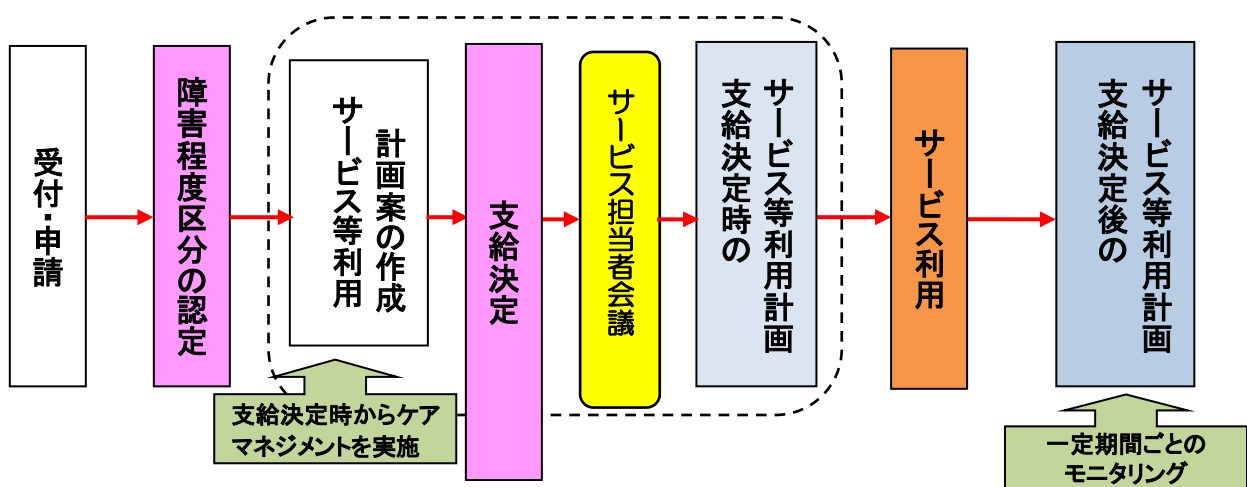 受付・申請
障害程度区分の認定
サービス等利用
計画案の作成
支給決定
サービス担当者会議
支給決定時の
サービス等利用計画
サービス利用
支給決定後の
サービス等利用計画
支給決定時からケア
マネジメントを実施
一定期間ごとの
モニタリング